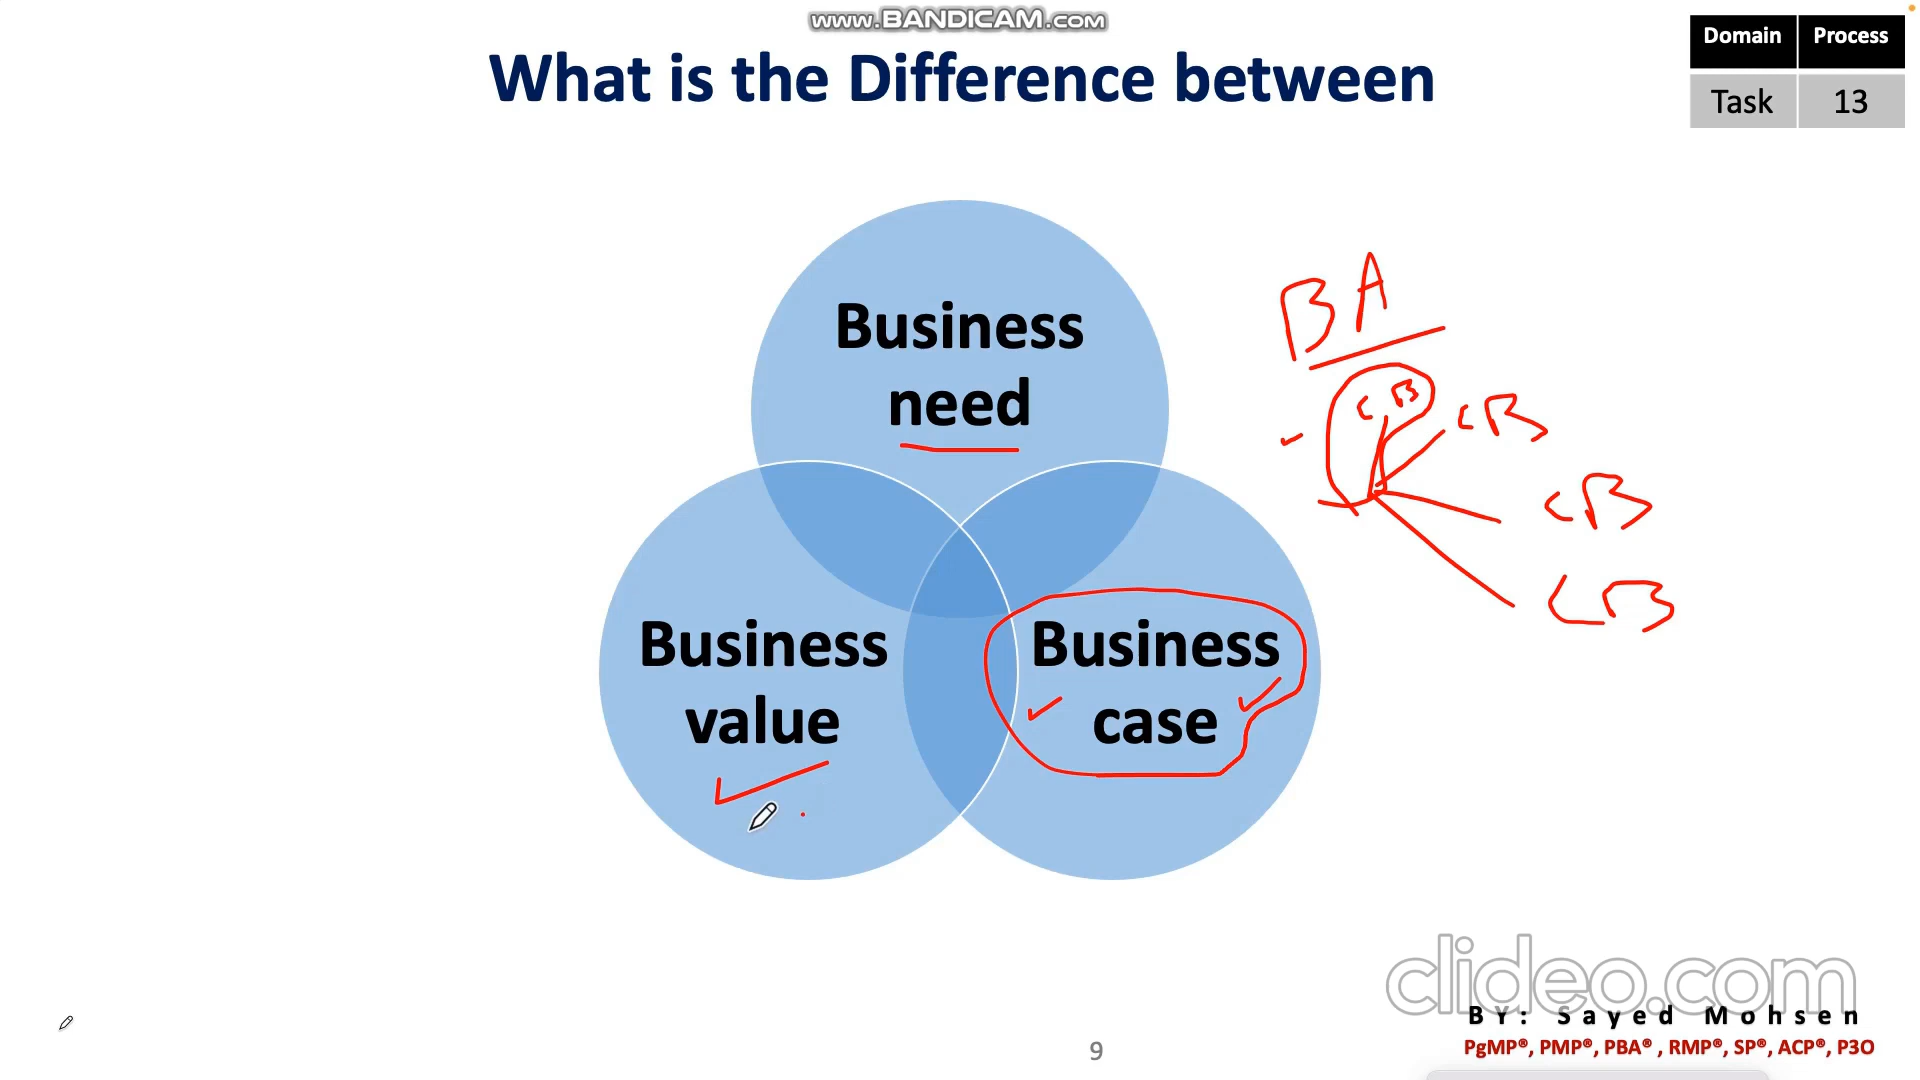 www.BANDICAM.com
Domain Process
What is the Difference between
Task 13
Business
need
BA
CB
CB
CB
CB
Business
value
Business
case
clideo.com
BY: Sayed Mohsen
PgMP®, PMP®, PBA® , RMP®, SP®, ACP®, P3O
9